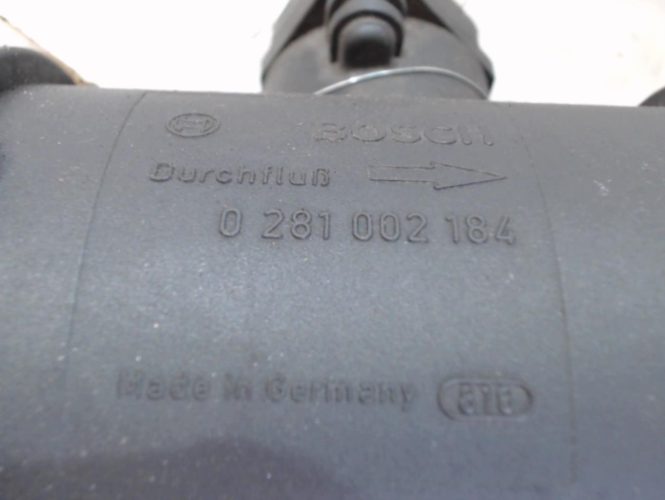 BOSCH
Durchfluß
0 281 002 184
Made in Germany